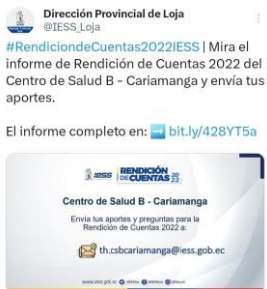 Dirección Provincial de Loja
@IESS_Loja
#RendiciondeCuentas2022IESS | Mira el
informe de Rendición de Cuentas 2022 del
Centro de Salud B - Cariamanga y envía tus
aportes.
El informe completo en: ➡️ bit.ly/428YT5a
IESS RENDICIÓN
DE CUENTAS 2022
Centro de Salud B - Cariamanga
Envía tus aportes y preguntas para la
Rendición de Cuentas 2022 a:
th.csbcariamanga@iess.gob.ec
www.iess.gob.ec